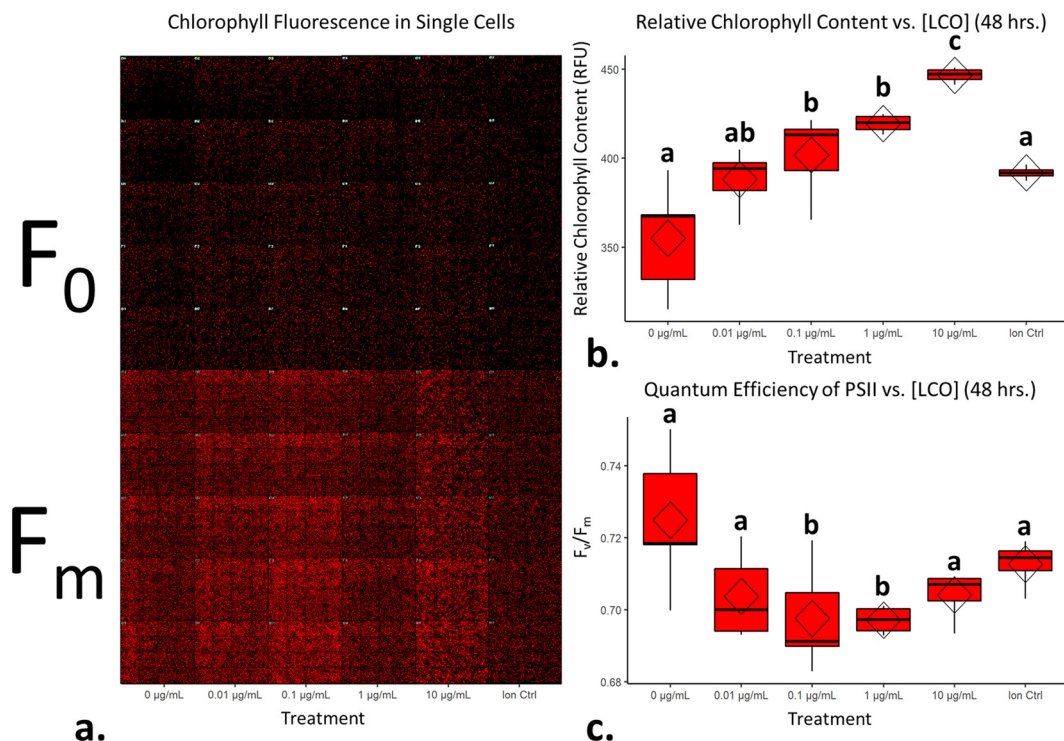 Chlorophyll Fluorescence in Single Cells
F0
Fm
0 µg/mL 0.01 µg/mL 0.1 µg/mL 1 µg/mL 10 µg/mL Ion Ctrl
Treatment
a.
Relative Chlorophyll Content vs. [LCO] (48 hrs.)
Relative Chlorophyll Content (RFU)
450
400
350
a ab b b c a
0 µg/mL 0.01 µg/mL 0.1 µg/mL 1 µg/mL 10 µg/mL Ion Ctrl
Treatment
b.
Quantum Efficiency of PSII vs. [LCO] (48 hrs.)
Fv/Fm
0.74
0.72
0.70
0.68
a a b b a a
0 µg/mL 0.01 µg/mL 0.1 µg/mL 1 µg/mL 10 µg/mL Ion Ctrl
Treatment
c.